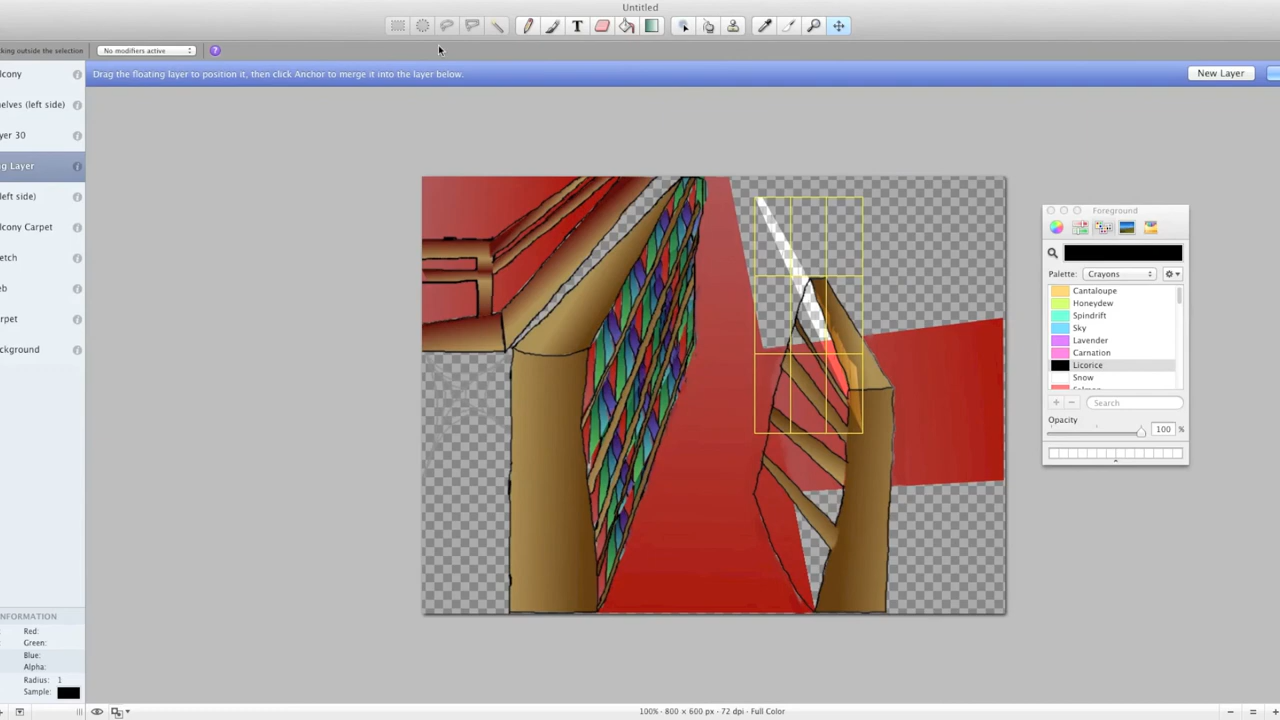 Untitled
king outside the selection
No modifiers active
?
Drag the floating layer to position it, then click Anchor to merge it into the layer below.
New Layer
lcony
elves (left side)
yer 30
ng Layer
left side)
lcony Carpet
etch
eb
rpet
ackground
Foreground
Palette: Crayons
Cantaloupe
Honeydew
Spindrift
Sky
Lavender
Carnation
Licorice
Snow
Search
Opacity
100 %
INFORMATION
Red:
Green:
Blue:
Alpha:
Radius: 1
Sample:
100% · 800 × 600 px · 72 dpi · Full Color